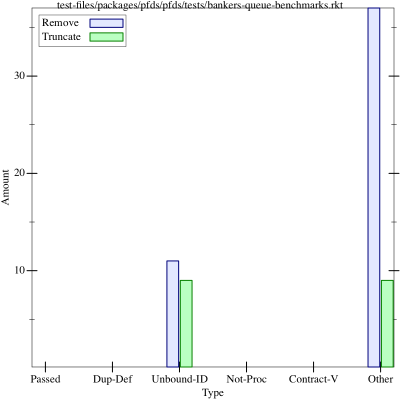 test-files/packages/pfds/pfds/tests/bankers-queue-benchmarks.rkt
Remove
Truncate
30
20
10
Amount
Passed Dup-Def Unbound-ID Not-Proc Contract-V Other
Type